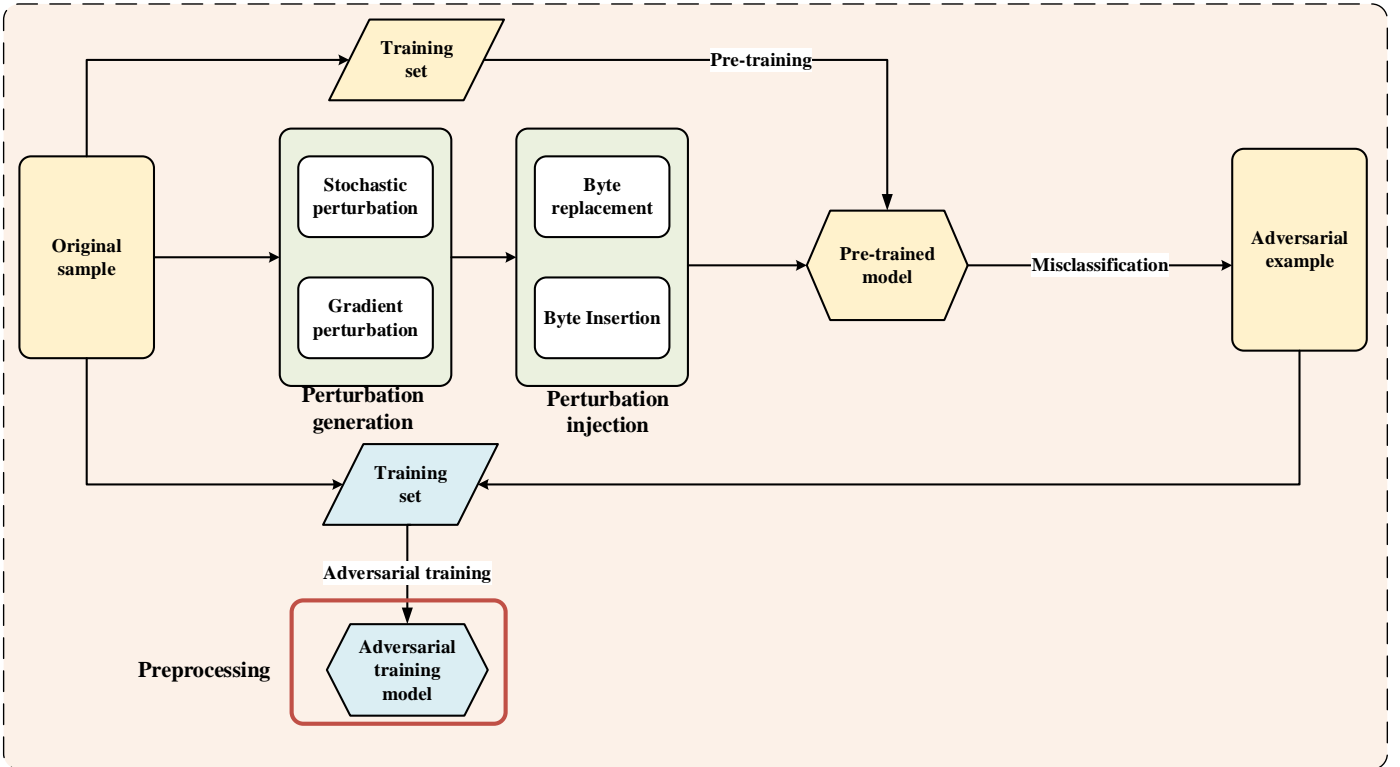 Training
set
Pre-training
Stochastic
perturbation
Byte
replacement
Original
sample
Pre-trained
model
Misclassification
Adversarial
example
Gradient
perturbation
Byte Insertion
Perturbation
generation
Perturbation
injection
Training
set
Adversarial training
Preprocessing
Adversarial
training
model